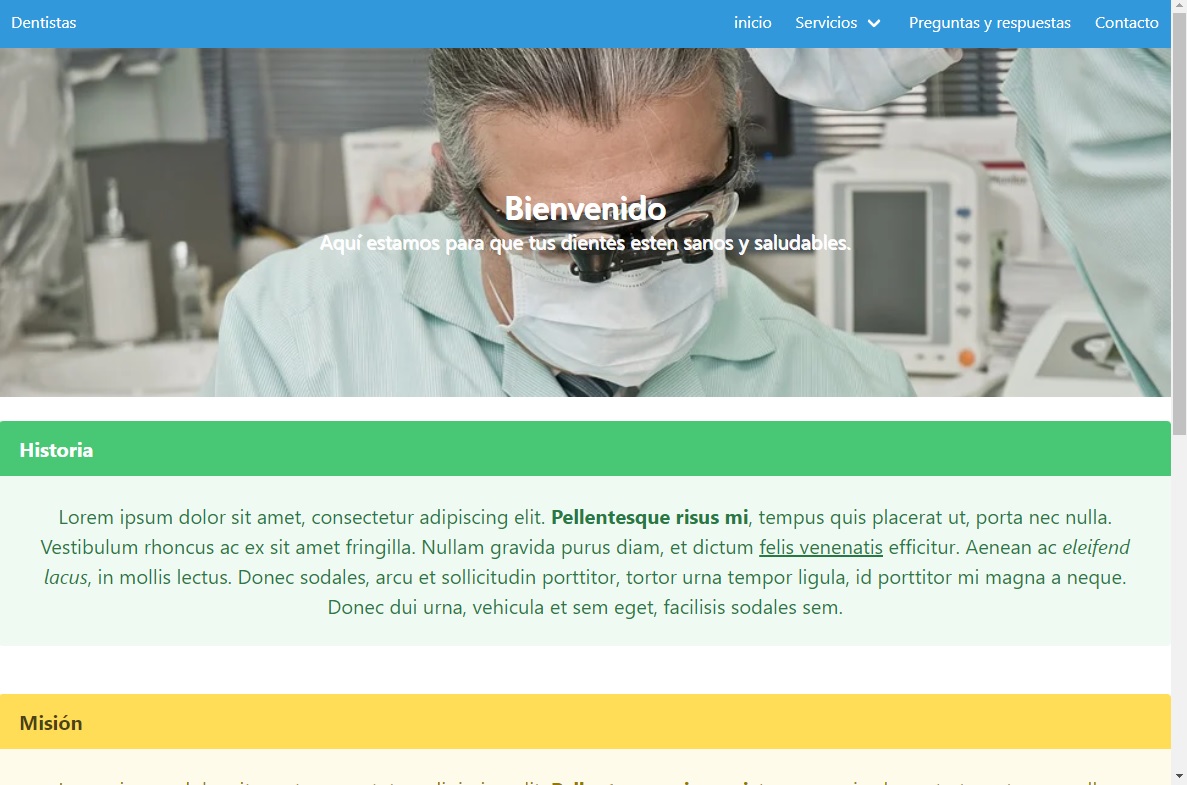 Dentistas inicio Servicios Preguntas y respuestas Contacto
Bienvenido
Aquí estamos para que tus dientes esten sanos y saludables.
Historia
Lorem ipsum dolor sit amet, consectetur adipiscing elit. Pellentesque risus mi, tempus quis placerat ut, porta nec nulla.
Vestibulum rhoncus ac ex sit amet fringilla. Nullam gravida purus diam, et dictum felis venenatis efficitur. Aenean ac eleifend
lacus, in mollis lectus. Donec sodales, arcu et sollicitudin porttitor, tortor urna tempor ligula, id porttitor mi magna a neque.
Donec dui urna, vehicula et sem eget, facilisis sodales sem.
Misión